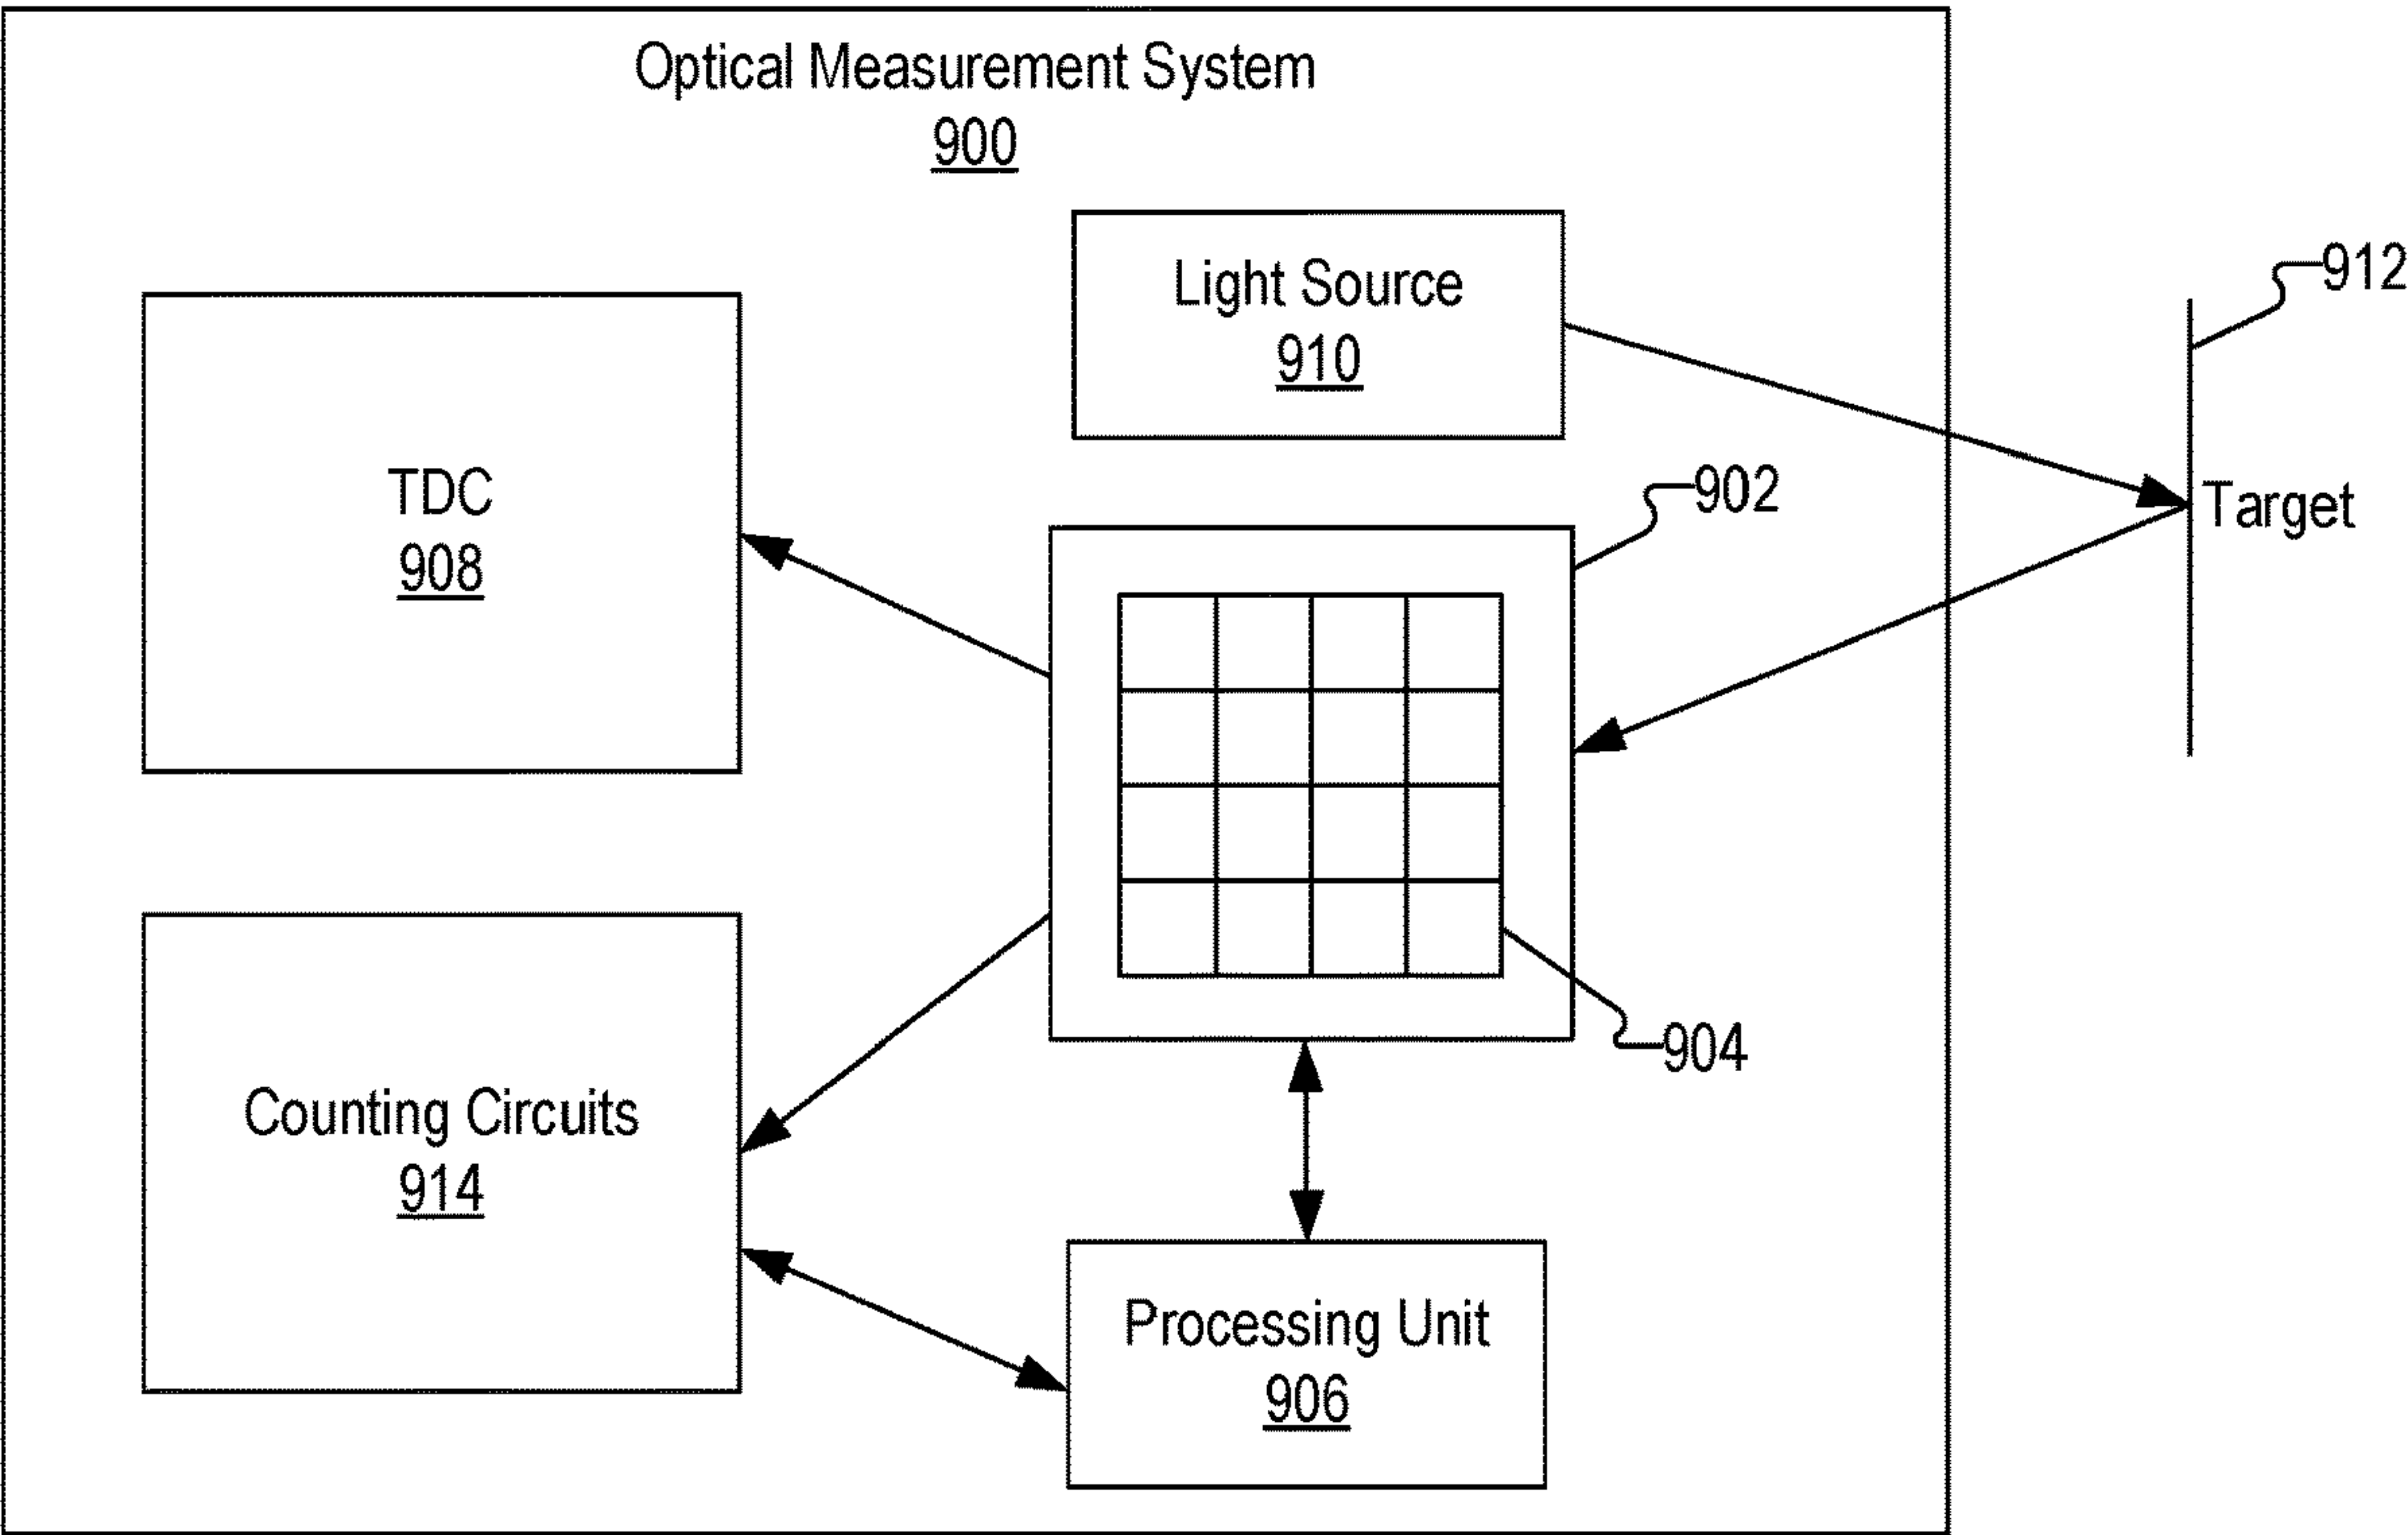 Optical Measurement System
900
Light Source
910
912
TDC
908
902
Target
904
Counting Circuits
914
Processing Unit
906